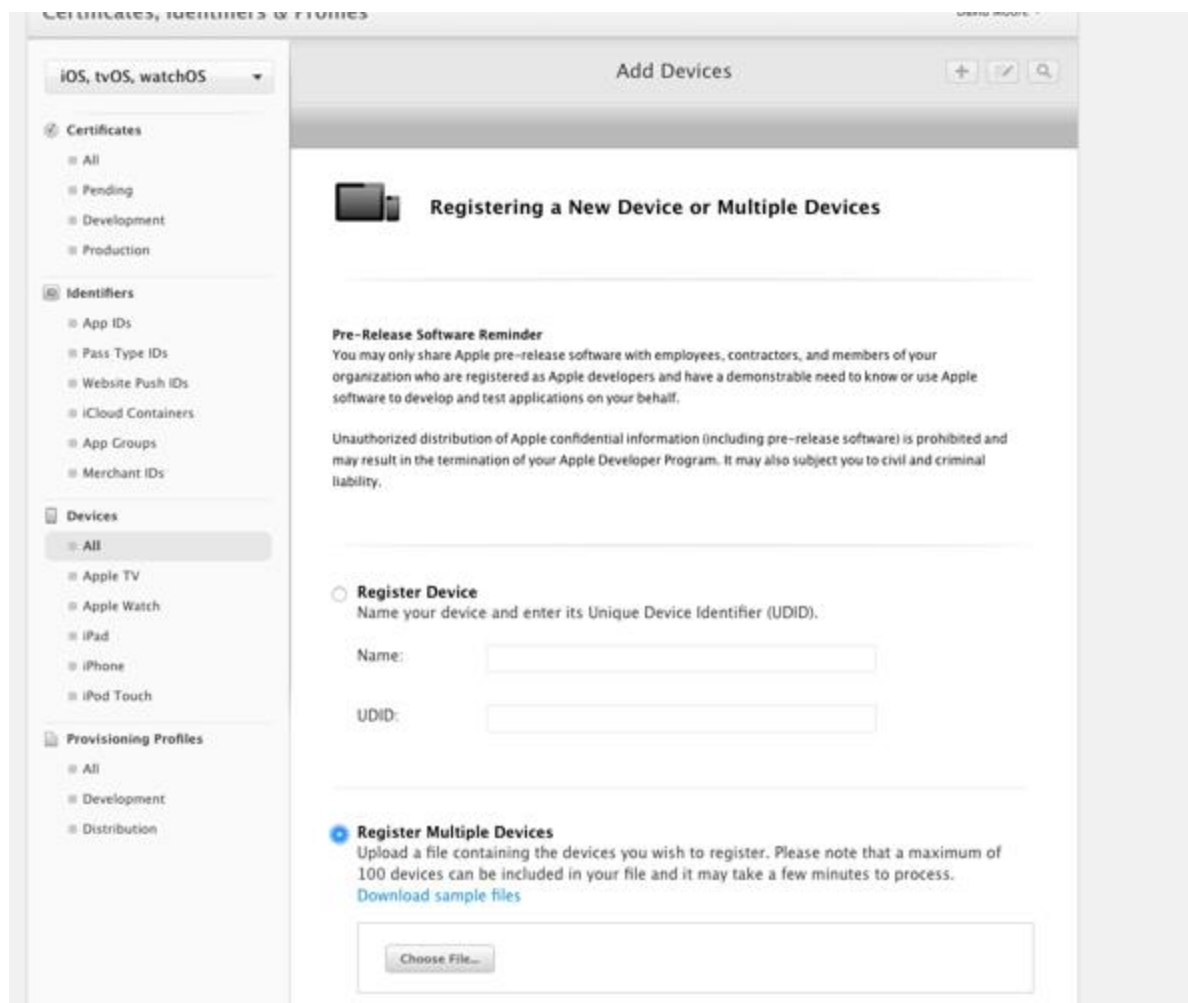 Certificates, Identifiers & Profiles
David Moore
iOS, tvOS, watchOS
Add Devices
Certificates
All
Pending
Development
Production
Identifiers
App IDs
Pass Type IDs
Website Push IDs
iCloud Containers
App Groups
Merchant IDs
Devices
All
Apple TV
Apple Watch
iPad
iPhone
iPod Touch
Provisioning Profiles
All
Development
Distribution
Registering a New Device or Multiple Devices
Pre-Release Software Reminder
You may only share Apple pre-release software with employees, contractors, and members of your
organization who are registered as Apple developers and have a demonstrable need to know or use Apple
software to develop and test applications on your behalf.
Unauthorized distribution of Apple confidential information (including pre-release software) is prohibited and
may result in the termination of your Apple Developer Program. It may also subject you to civil and criminal
liability.
Register Device
Name your device and enter its Unique Device Identifier (UDID).
Name:
UDID:
Register Multiple Devices
Upload a file containing the devices you wish to register. Please note that a maximum of
100 devices can be included in your file and it may take a few minutes to process.
Download sample files
Choose File...